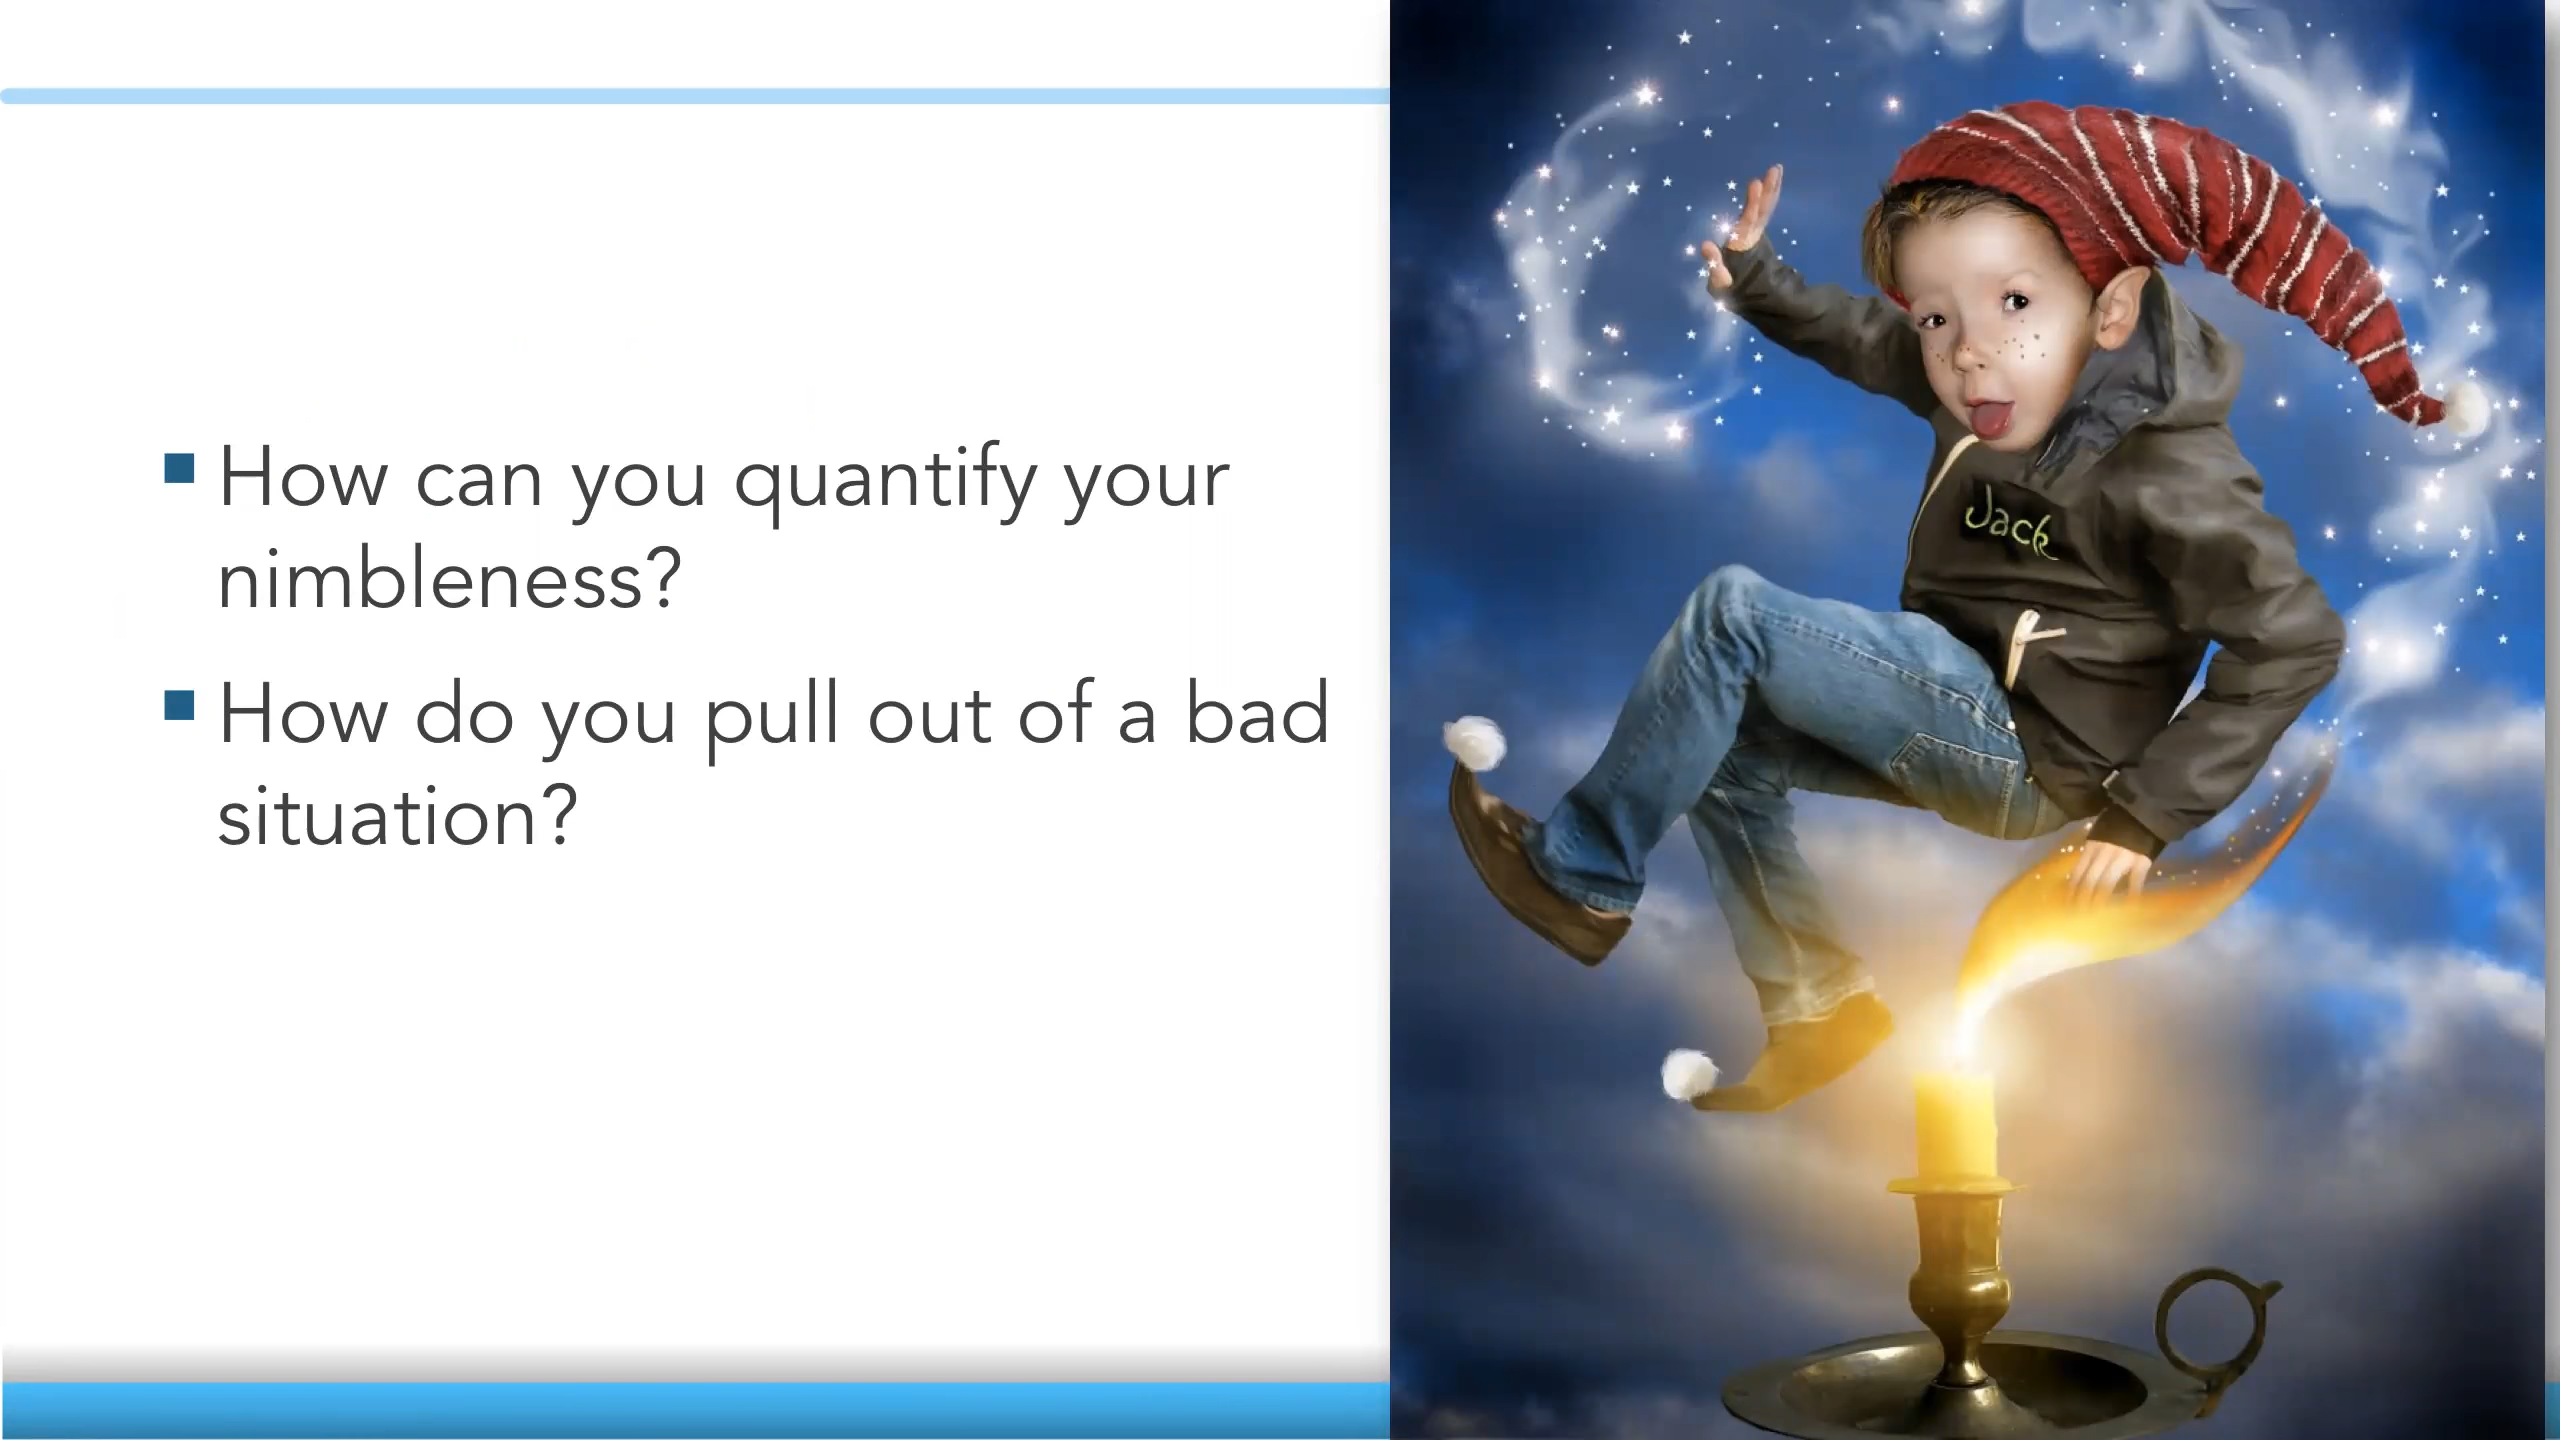 How can you quantify your
nimbleness?
How do you pull out of a bad
situation?
Jack